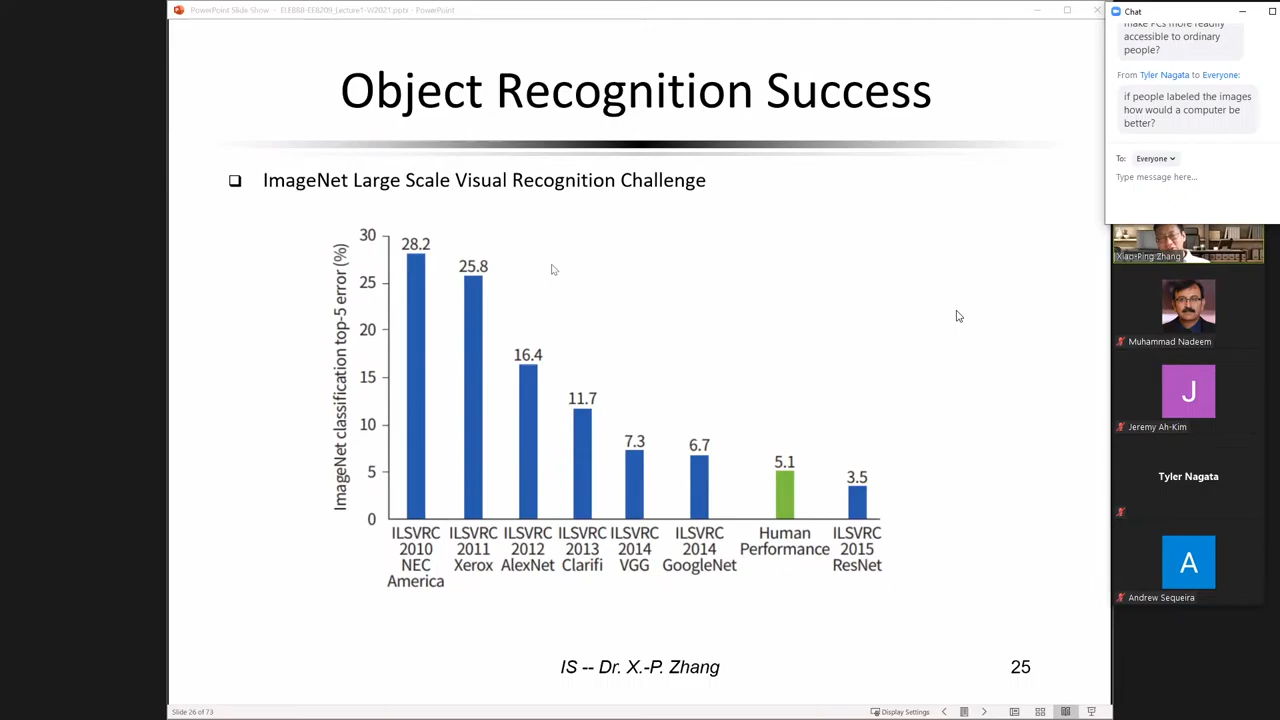 PowerPoint Slide Show - ELE888-EE8209_Lecture1-W2021.pptx - PowerPoint
Object Recognition Success
ImageNet Large Scale Visual Recognition Challenge
ImageNet classification top-5 error (%)
30
25
20
15
10
5
0
28.2
25.8
16.4
11.7
7.3
6.7
5.1
3.5
ILSVRC 2010 NEC America
ILSVRC 2011 Xerox
ILSVRC 2012 AlexNet
ILSVRC 2013 Clarifi
ILSVRC 2014 VGG
ILSVRC 2014 GoogleNet
Human Performance
ILSVRC 2015 ResNet
IS -- Dr. X.-P. Zhang
25
Slide 26 of 73
Display Settings
Chat
make PCs more readily
accessible to ordinary
people?
From Tyler Nagata to Everyone:
if people labeled the images
how would a computer be
better?
To: Everyone
Type message here...
Xiao-Ping Zhang
Muhammad Nadeem
J
Jeremy Ah-Kim
Tyler Nagata
A
Andrew Sequeira